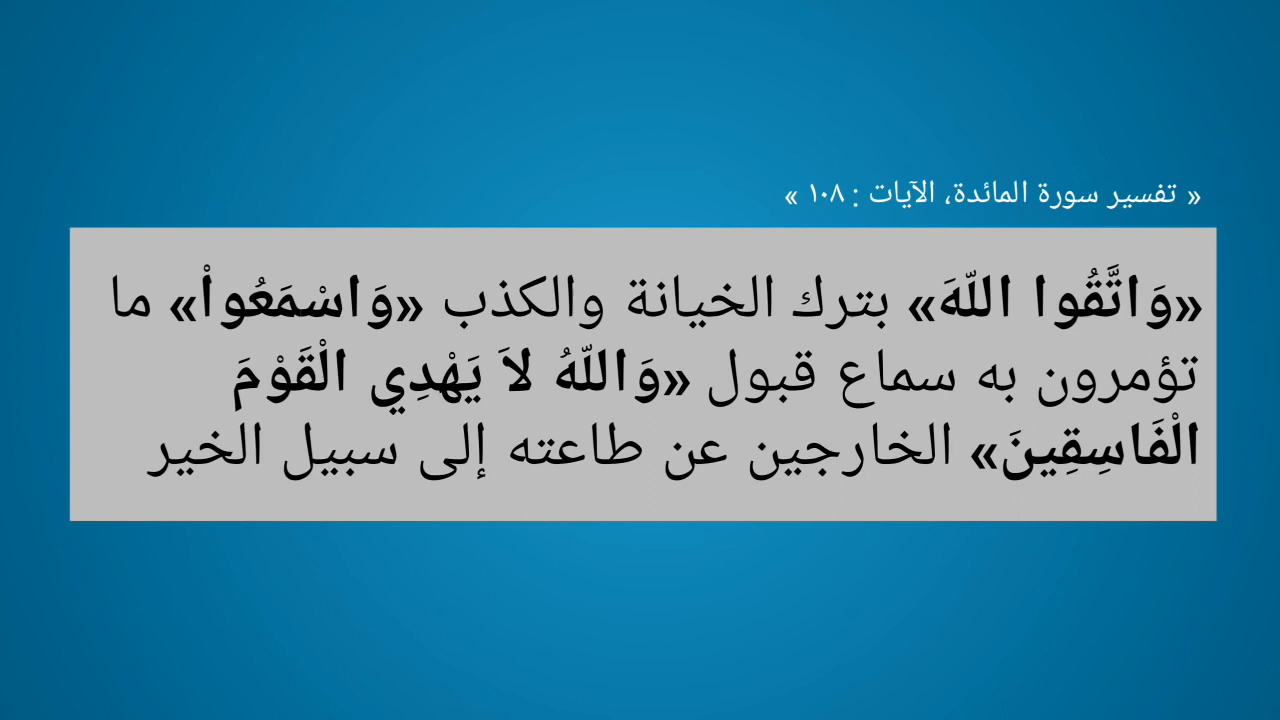 « تفسير سورة المائدة، الآيات : ١٠٨ »
«وَاتَّقُوا اللّهَ» بترك الخيانة والكذب «وَاسْمَعُواْ» ما
تؤمرون به سماع قبول «وَاللّهُ لاَ يَهْدِي الْقَوْمَ
الْفَاسِقِينَ» الخارجين عن طاعته إلى سبيل الخير